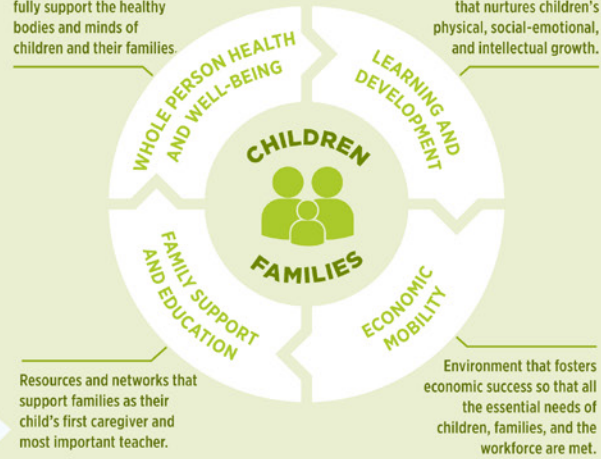 fully support the healthy
bodies and minds of
children and their families.
that nurtures children's
physical, social-emotional,
and intellectual growth.
WHOLE PERSON HEALTH
AND WELL-BEING
LEARNING AND
DEVELOPMENT
CHILDREN
FAMILIES
FAMILY SUPPORT
AND EDUCATION
ECONOMIC
MOBILITY
Resources and networks that
support families as their
child's first caregiver and
most important teacher.
Environment that fosters
economic success so that all
the essential needs of
children, families, and the
workforce are met.